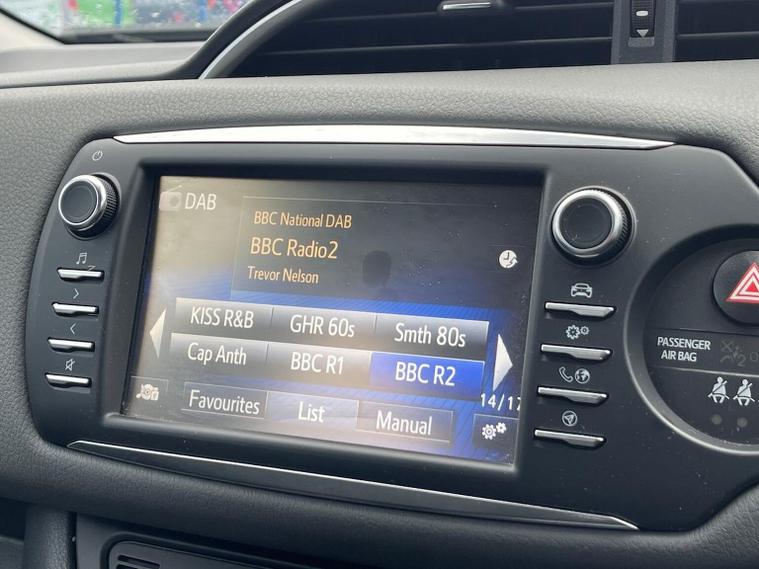 DAB
BBC National DAB
BBC Radio2
Trevor Nelson
KISS R&B GHR 60s Smth 80s
Cap Anth BBC R1 BBC R2
14/17
Favourites List Manual
PASSENGER
AIR BAG